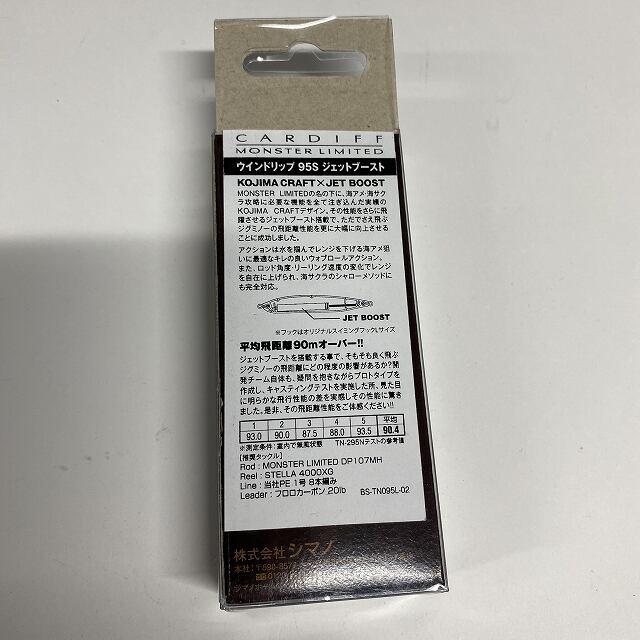 CARDIFF
MONSTER LIMITED
ウインドリップ 95S ジェットブースト
KOJIMA CRAFT×JET BOOST
MONSTER LIMITEDの名の下に、海アメ・海サク
ラ攻略に必要な機能を全て注ぎ込んだ実績の
KOJIMA CRAFTデザイン。その性能をさらに飛
躍させるジェットブースト搭載で、ただでさえ飛ぶ
ジグミノーの飛距離性能を更に大幅に向上させる
ことに成功しました。
アクションは水を掴んでレンジを下げる海アメ狙
いに最適なキレの良いウォブロールアクション。
また、ロッド角度・リーリング速度の変化でレンジ
を自在に上げられ、海サクラのシャローメソッドに
も完全対応。
JET BOOST
※フックはオリジナルスイミングフックLサイズ
平均飛距離90mオーバー!!
ジェットブーストを搭載する事で、そもそも良く飛ぶ
ジグミノーの飛距離にどの程度の影響があるか?開
発チーム自体も、疑問を抱きながらプロトタイプを
作成し、キャスティングテストを実施した所、見た目
に明らかな飛行性能の差を実感しその性能に驚き
ました。是非、その飛距離性能をご体感ください!!
1 2 3 4 5 平均
93.0 90.0 87.5 88.0 93.5 90.4
※測定条件:室内で無風状態 TN-295Nテストの参考値
【推奨タックル】
Rod : MONSTER LIMITED DP107MH
Reel : STELLA 4000XG
Line : 当社PE 1号 8本編み
Leader : フロロカーボン 20lb BS-TN095L-02
株式会社シマノ
本社:〒590-857